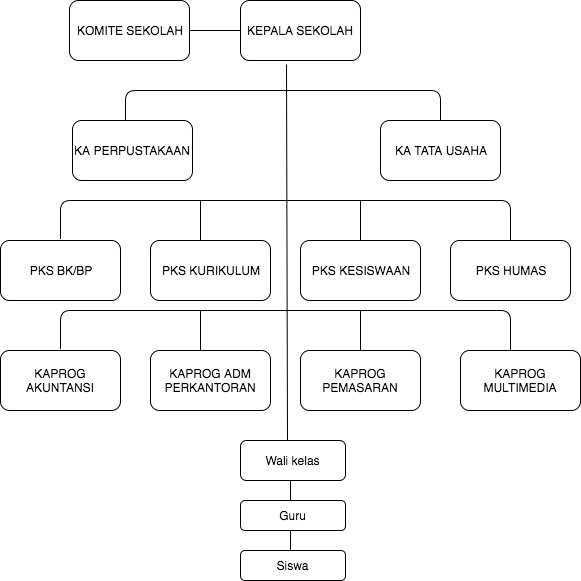 KOMITE SEKOLAH
KEPALA SEKOLAH
KA PERPUSTAKAAN
KA TATA USAHA
PKS BK/BP
PKS KURIKULUM
PKS KESISWAAN
PKS HUMAS
KAPROG
AKUNTANSI
KAPROG ADM
PERKANTORAN
KAPROG
PEMASARAN
KAPROG
MULTIMEDIA
Wali kelas
Guru
Siswa